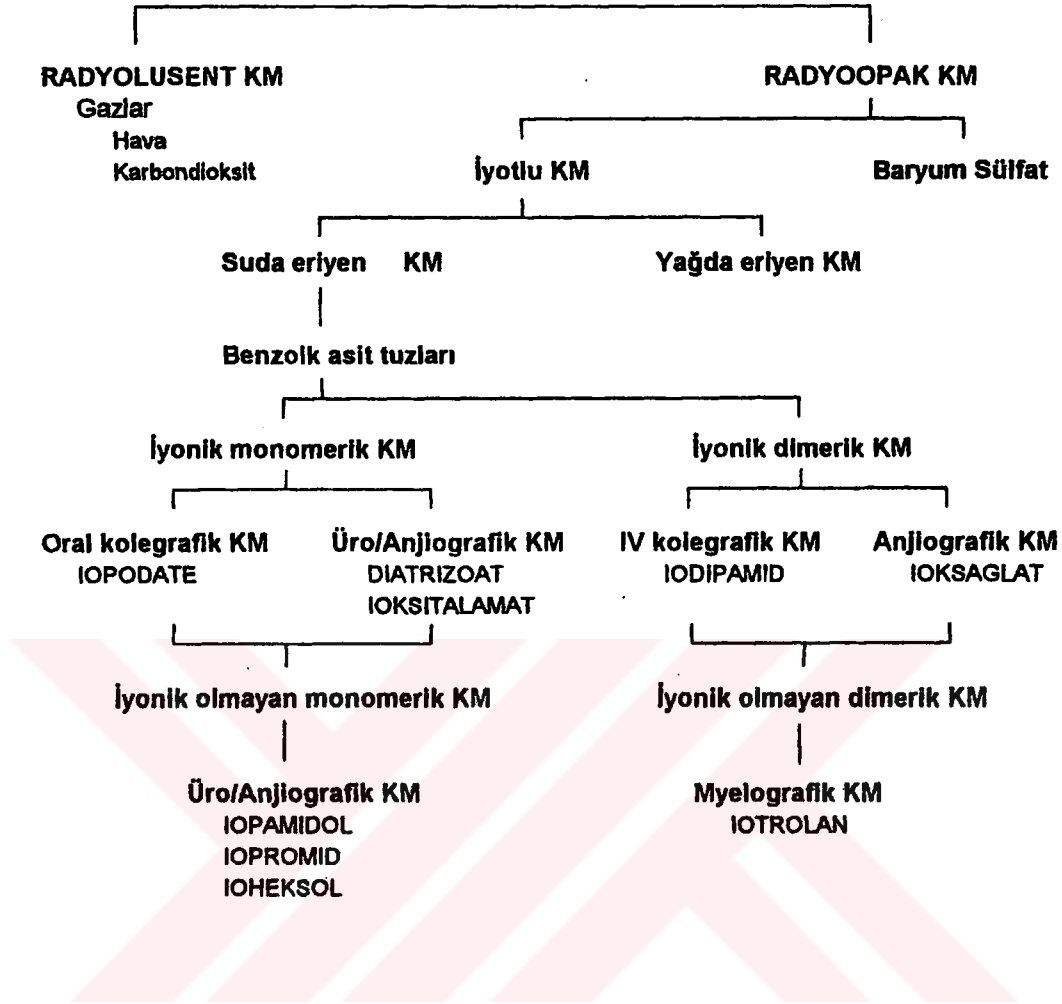 RADYOLUSENT KM
Gazlar
Hava
Karbondioksit
RADYOOPAK KM
İyotlu KM
Baryum Sülfat
Suda eriyen KM
Yağda eriyen KM
Benzoik asit tuzları
İyonik monomerik KM
İyonik dimerik KM
Oral kolegrafik KM
IOPODATE
Üro/Anjiografik KM
DIATRIZOAT
IOKSITALAMAT
IV kolegrafik KM
IODIPAMID
Anjiografik KM
IOKSAGLAT
İyonik olmayan monomerik KM
İyonik olmayan dimerik KM
Üro/Anjiografik KM
IOPAMIDOL
IOPROMID
IOHEKSOL
Myelografik KM
IOTROLAN